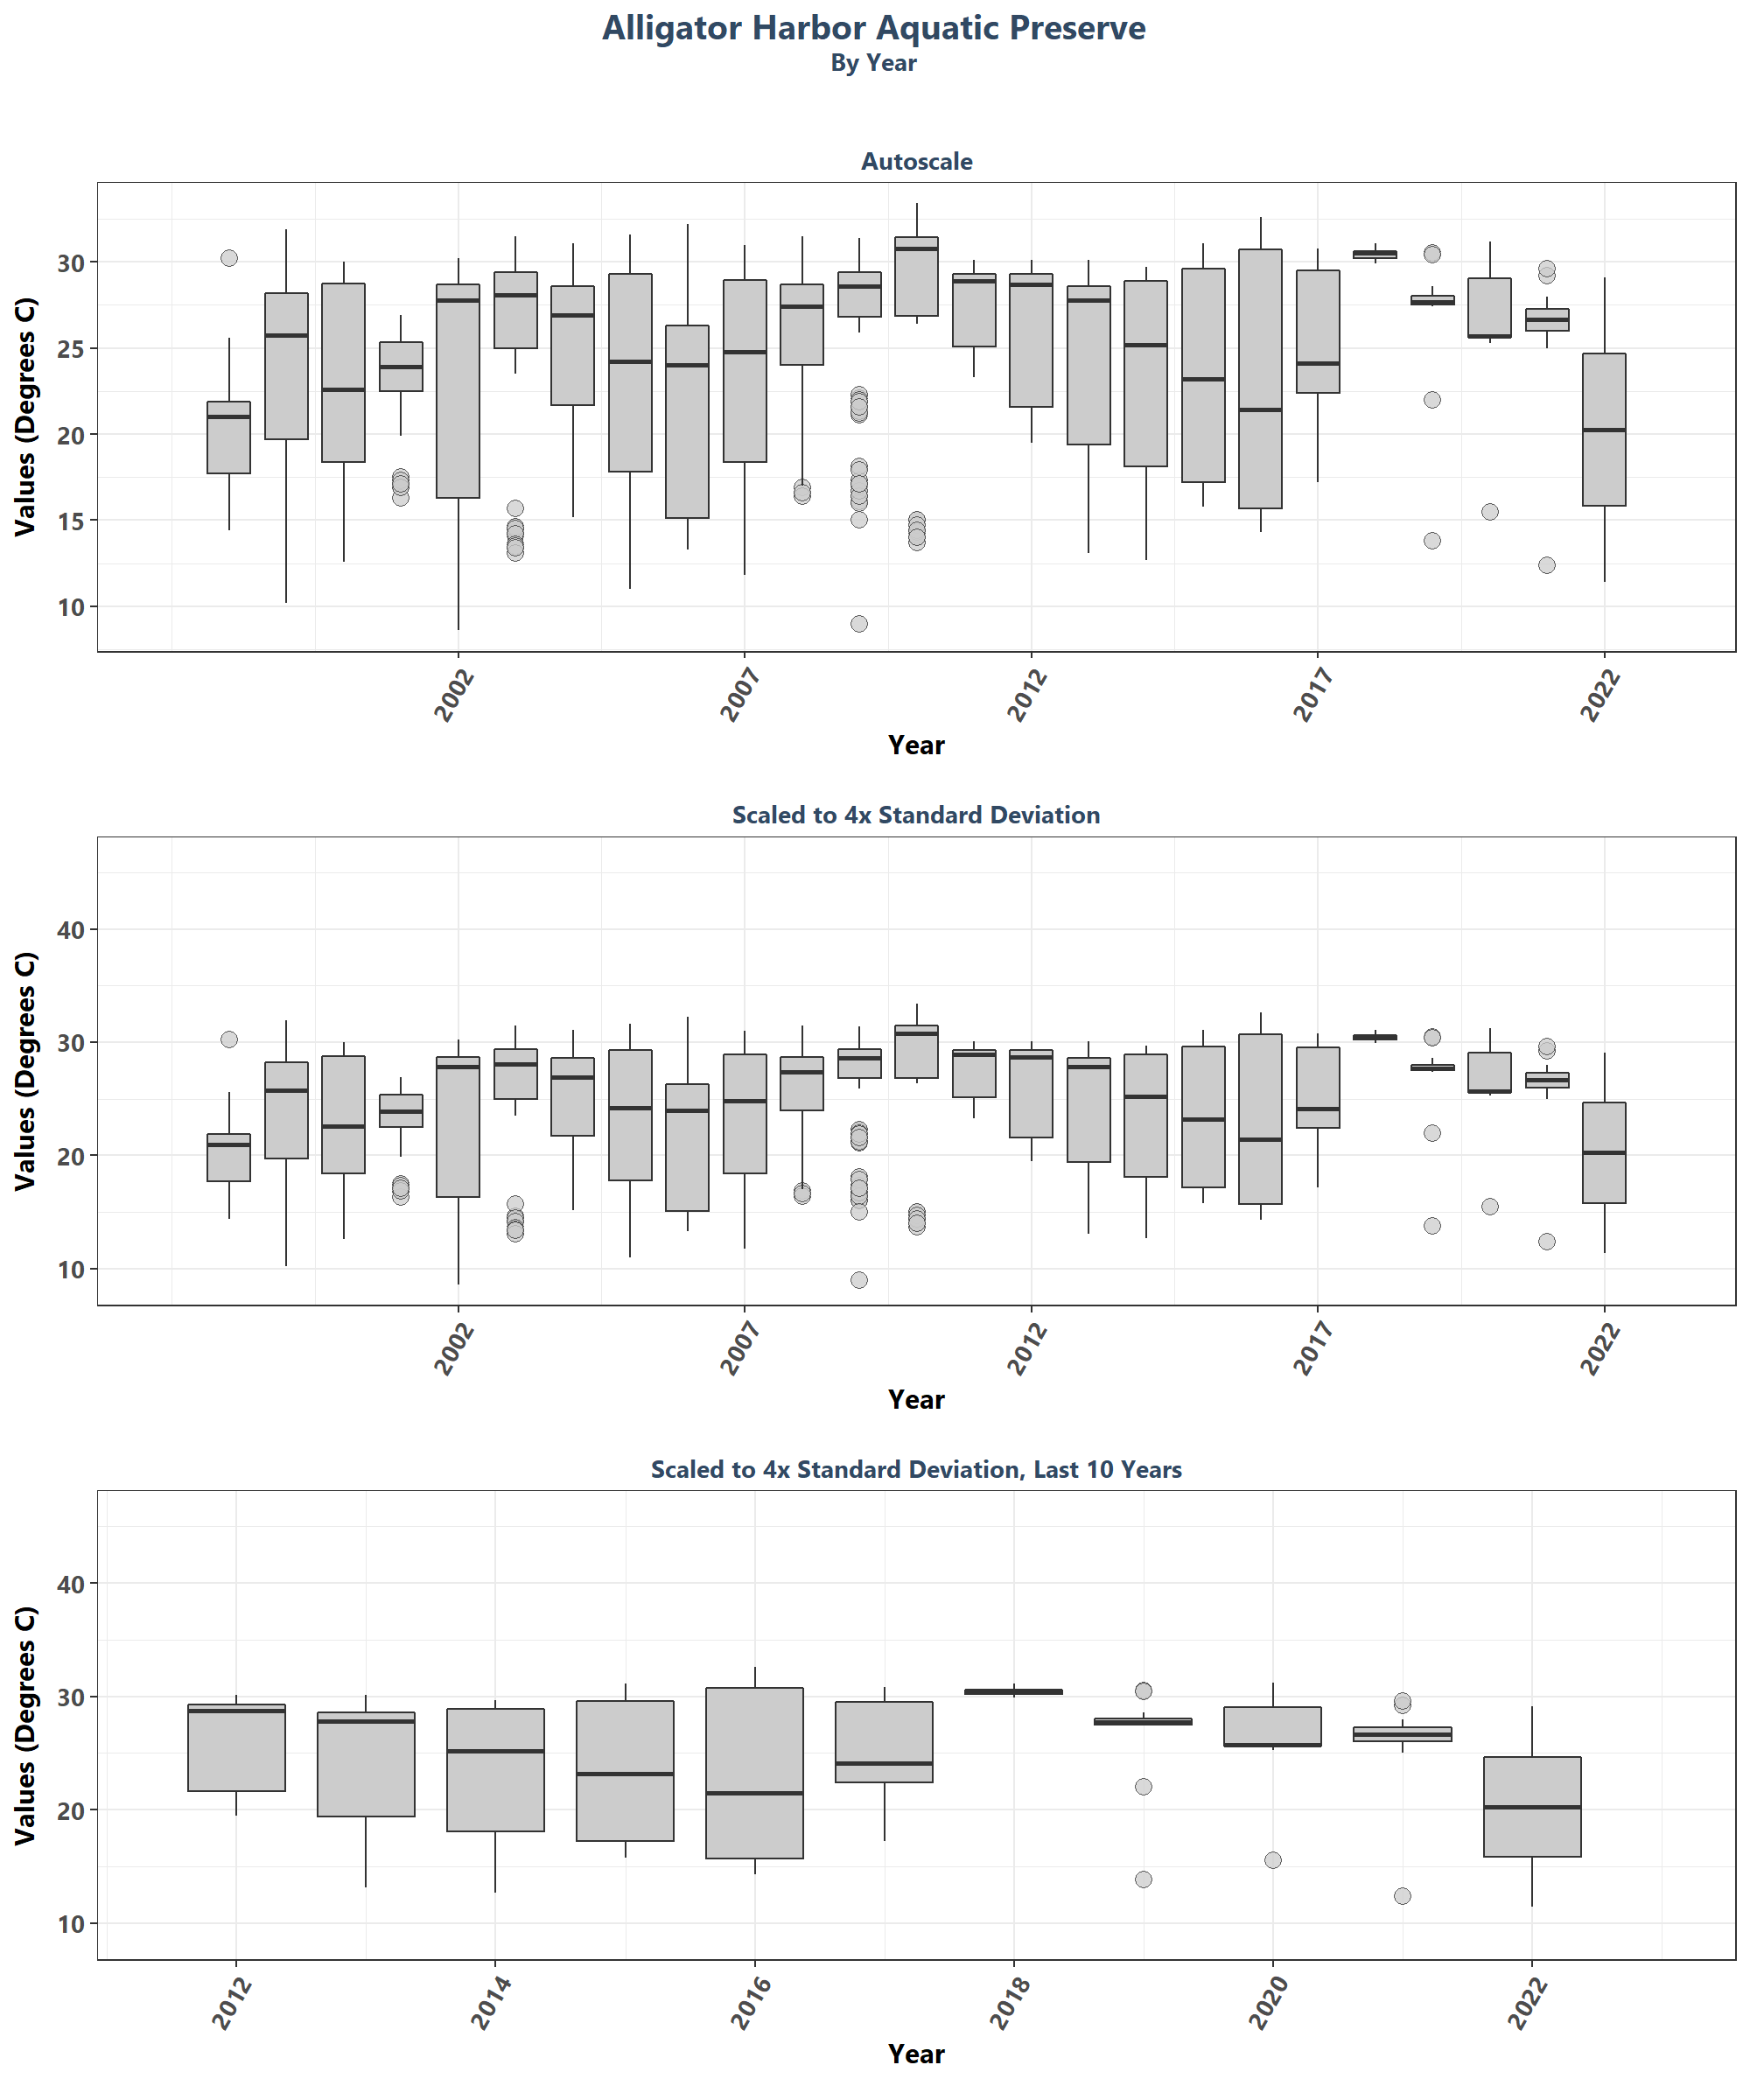 Alligator Harbor Aquatic Preserve
By Year
Autoscale
Values (Degrees C)
30
25
20
15
10
2002 2007 2012 2017 2022
Year
Scaled to 4x Standard Deviation
Values (Degrees C)
40
30
20
10
2002 2007 2012 2017 2022
Year
Scaled to 4x Standard Deviation, Last 10 Years
Values (Degrees C)
40
30
20
10
2012 2014 2016 2018 2020 2022
Year